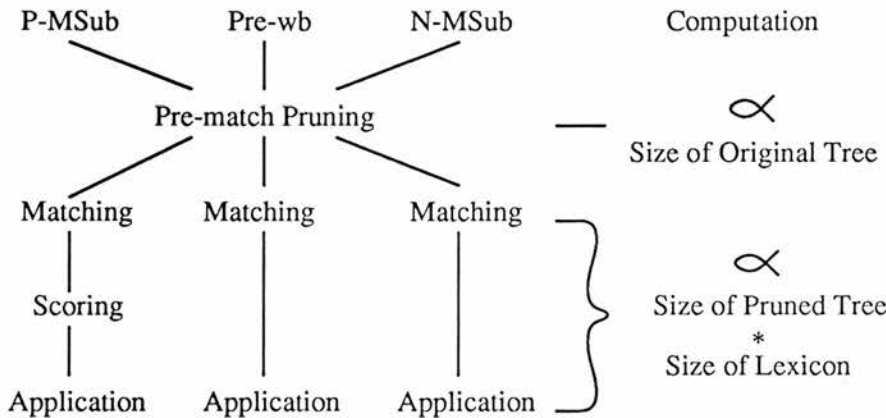 P-MSub Pre-wb N-MSub Computation
Pre-match Pruning
∝
Size of Original Tree
Matching Matching Matching
∝
Scoring
Size of Pruned Tree
*
Size of Lexicon
Application Application Application